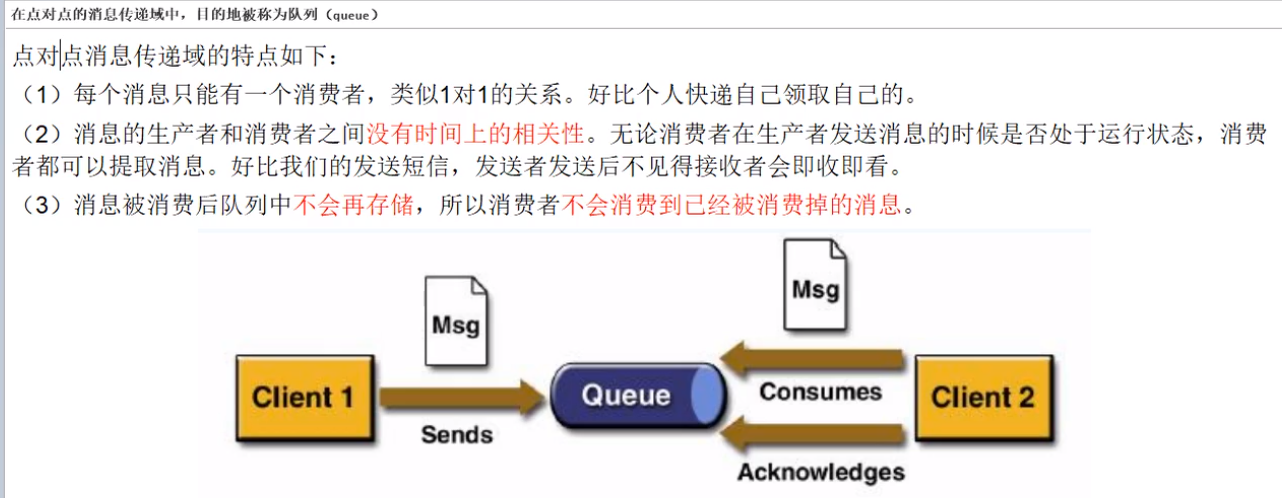 在点对点的消息传递域中，目的地被称为队列（queue）
点对点消息传递域的特点如下：
（1）每个消息只能有一个消费者，类似1对1的关系。好比个人快递自己领取自己的。
（2）消息的生产者和消费者之间没有时间上的相关性。无论消费者在生产者发送消息的时候是否处于运行状态，消费
者都可以提取消息。好比我们的发送短信，发送者发送后不见得接收者会即收即看。
（3）消息被消费后队列中不会再存储，所以消费者不会消费到已经被消费掉的消息。
Msg
Msg
Client 1
Sends
Queue
Consumes
Client 2
Acknowledges